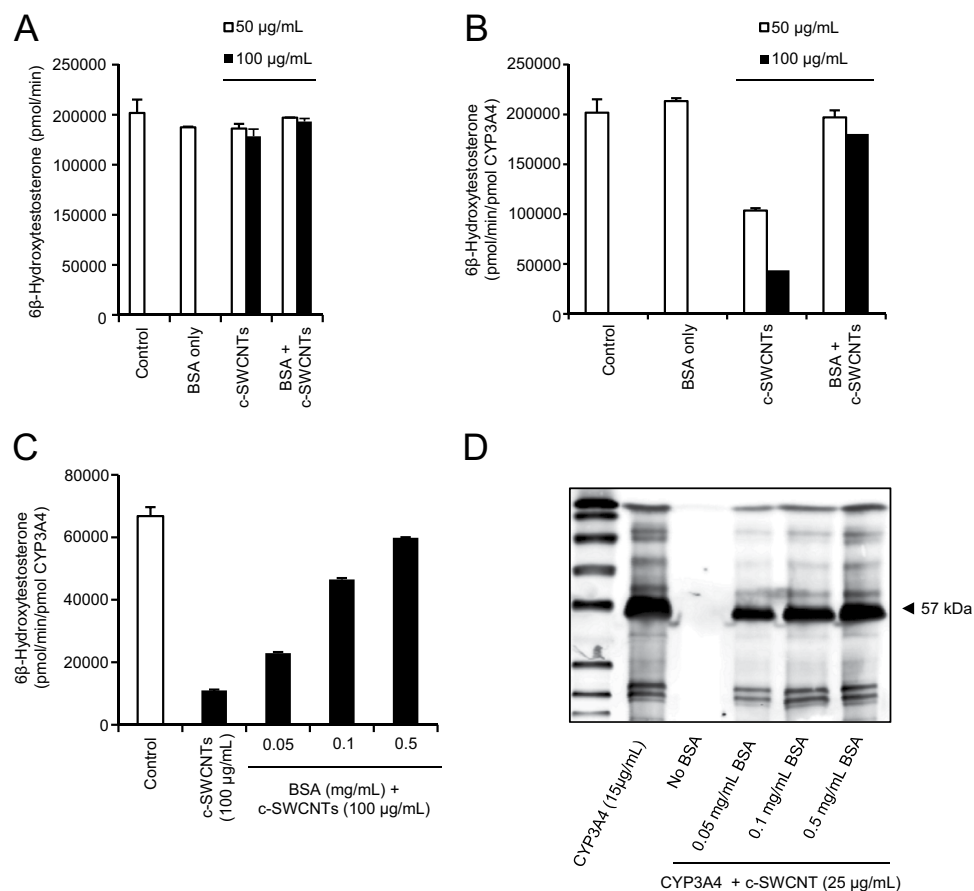 A
50 µg/mL
100 µg/mL
6β-Hydroxytestosterone (pmol/min)
250000
200000
100000
150000
50000
0
Control
BSA only
c-SWCNTs
BSA +
c-SWCNTs
B
50 µg/mL
100 µg/mL
6β-Hydroxytestosterone
(pmol/min/pmol CYP3A4)
250000
200000
150000
100000
50000
0
Control
BSA only
c-SWCNTs
BSA +
c-SWCNTs
C
6β-Hydroxytestosterone
(pmol/min/pmol CYP3A4)
80000
60000
40000
20000
0
Control
c-SWCNTs
(100 µg/mL)
0.05
0.1
0.5
BSA (mg/mL) +
c-SWCNTs (100 µg/mL)
D
57 kDa
CYP3A4 (15µg/mL)
No BSA
0.05 mg/mL BSA
0.1 mg/mL BSA
0.5 mg/mL BSA
CYP3A4 + c-SWCNT (25 µg/mL)